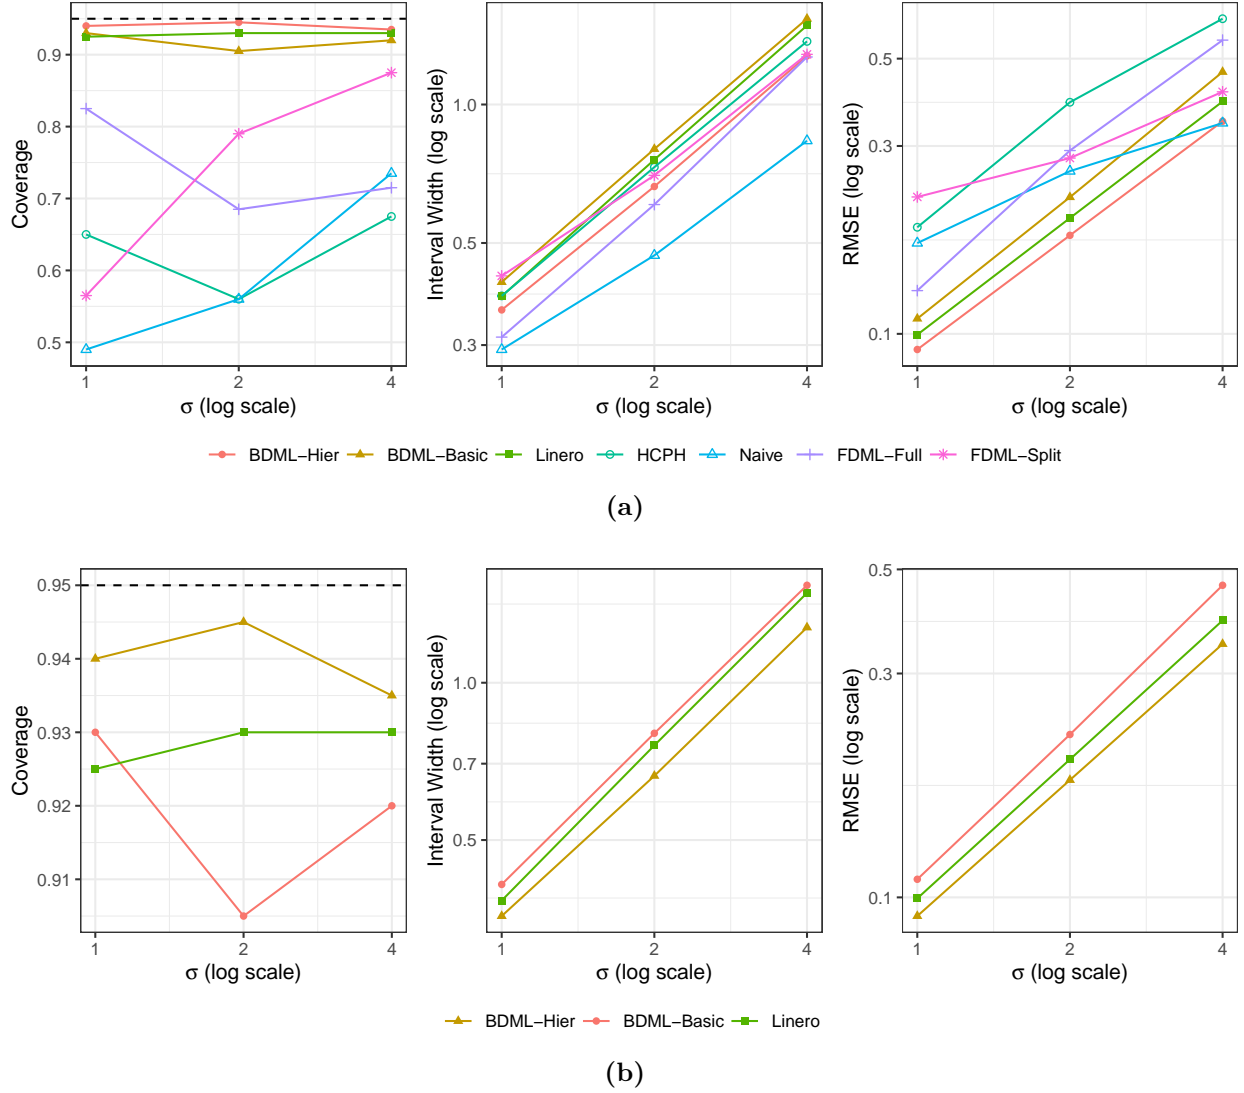 0.9
0.8
0.7
0.6
0.5
Coverage
1
2
4
σ (log scale)
1.0
0.5
0.3
Interval Width (log scale)
1
2
4
σ (log scale)
0.5
0.3
0.1
RMSE (log scale)
1
2
4
σ (log scale)
BDML−Hier BDML−Basic Linero HCPH Naive FDML−Full FDML−Split
(a)
0.95
0.94
0.93
0.92
0.91
Coverage
1
2
4
σ (log scale)
1.0
0.7
0.5
Interval Width (log scale)
1
2
4
σ (log scale)
0.5
0.3
0.1
RMSE (log scale)
1
2
4
σ (log scale)
BDML−Hier BDML−Basic Linero
(b)